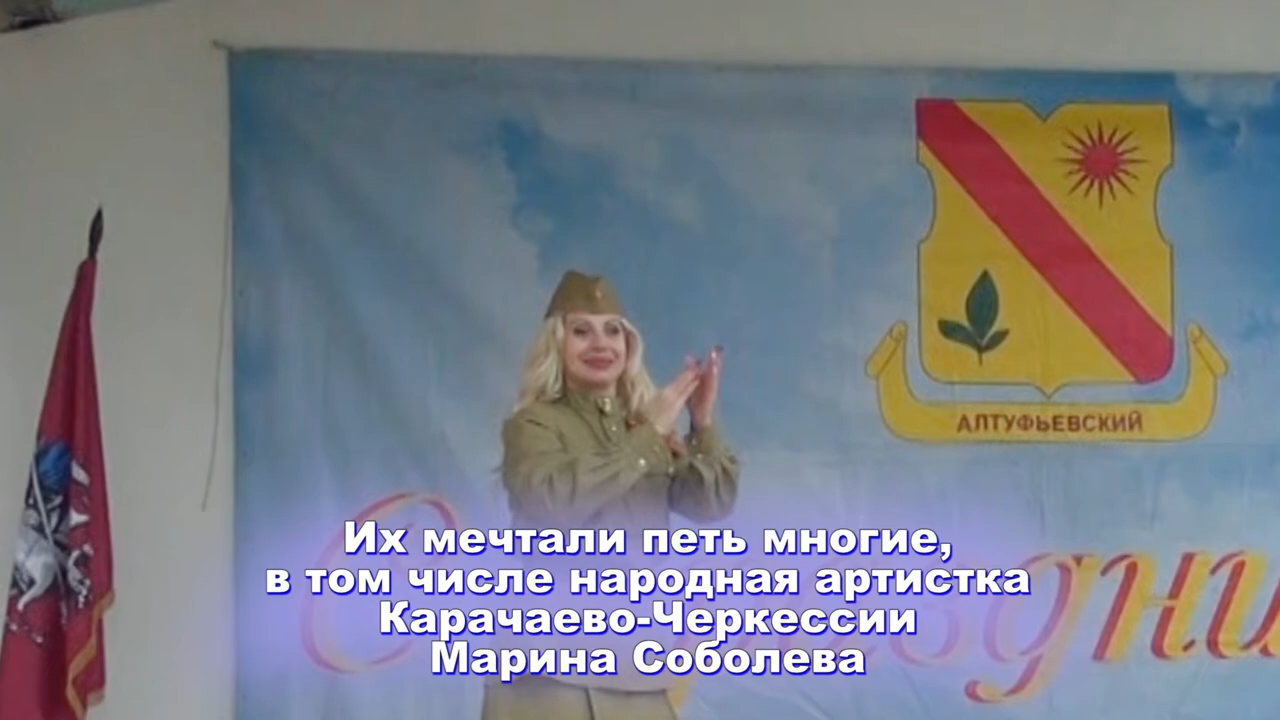 АЛТУФЬЕВСКИЙ
Их мечтали петь многие,
в том числе народная артистка
Карачаево-Черкессии
Марина Соболева